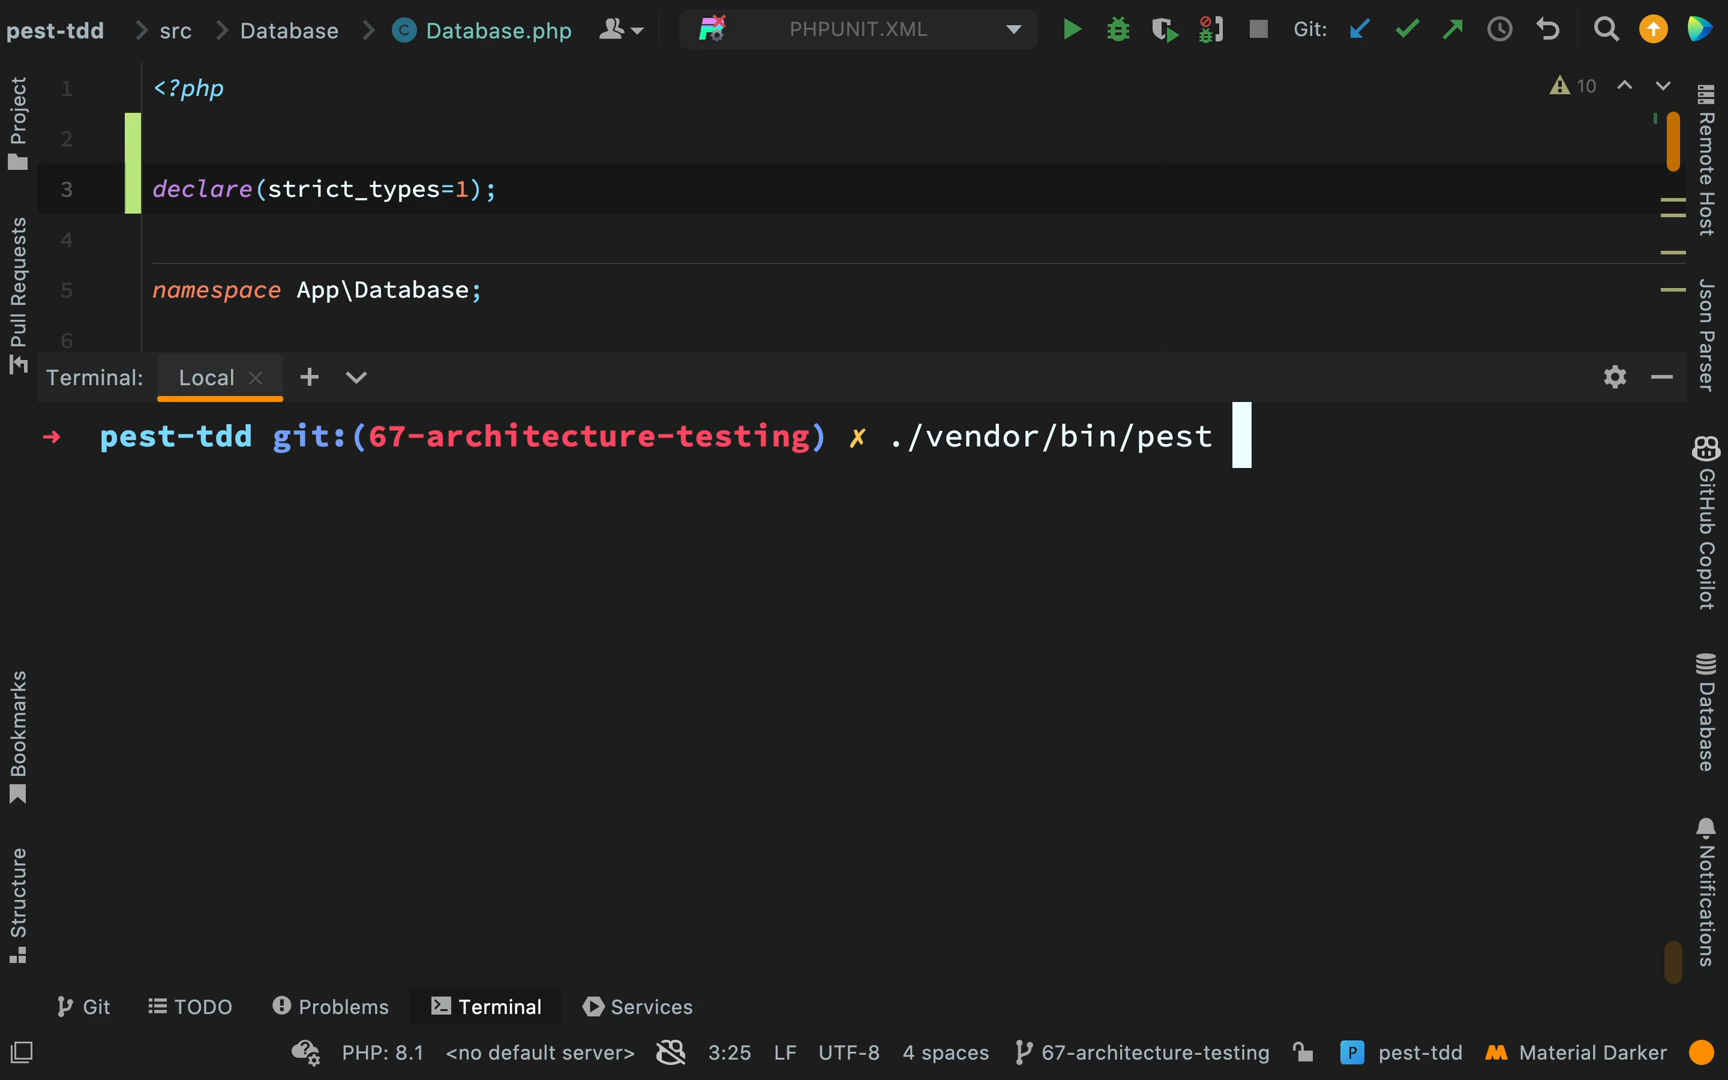 pest-tdd src Database Database.php PHPUNIT.XML Git:
1 <?php
10
2
3 declare(strict_types=1);
4
5 namespace App\Database;
6
Project
Pull Requests
Bookmarks
Structure
Remote Host
Json Parser
GitHub Copilot
Database
Notifications
Terminal: Local
→ pest-tdd git:(67-architecture-testing) ✗ ./vendor/bin/pest
Git TODO Problems Terminal Services
PHP: 8.1 <no default server> 3:25 LF UTF-8 4 spaces 67-architecture-testing P pest-tdd Material Darker